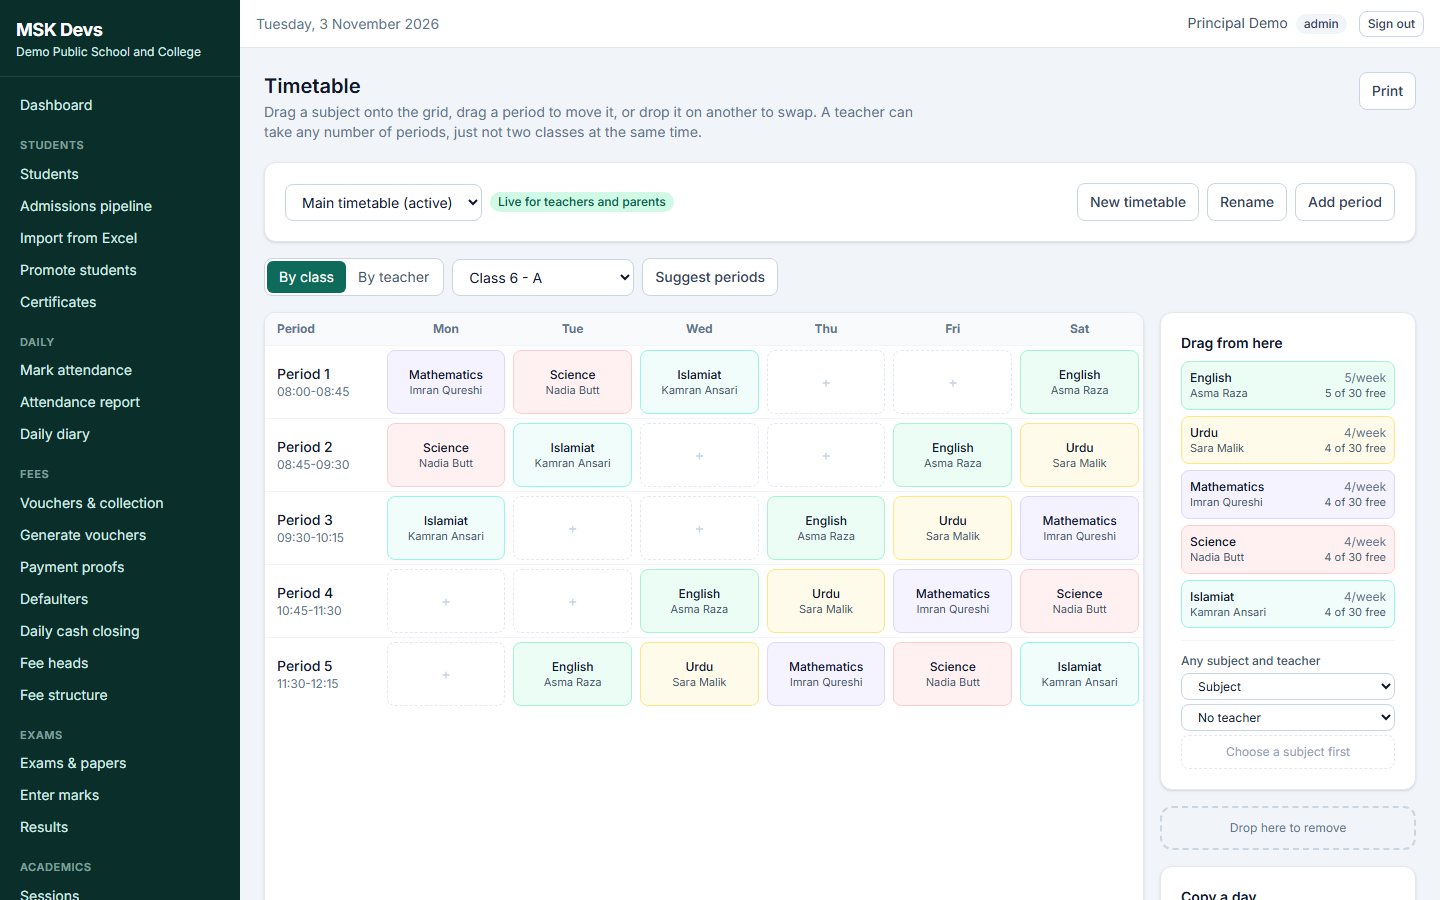 MSK Devs
Demo Public School and College
Dashboard
STUDENTS
Students
Admissions pipeline
Import from Excel
Promote students
Certificates
DAILY
Mark attendance
Attendance report
Daily diary
FEES
Vouchers & collection
Generate vouchers
Payment proofs
Defaulters
Daily cash closing
Fee heads
Fee structure
EXAMS
Exams & papers
Enter marks
Results
ACADEMICS
Sessions
Tuesday, 3 November 2026
Principal Demo admin Sign out
Timetable
Print
Drag a subject onto the grid, drag a period to move it, or drop it on another to swap. A teacher can
take any number of periods, just not two classes at the same time.
Main timetable (active) Live for teachers and parents New timetable Rename Add period
By class By teacher Class 6 - A Suggest periods
Period Mon Tue Wed Thu Fri Sat
Period 1 Mathematics Science Islamiat + + English
08:00-08:45 Imran Qureshi Nadia Butt Kamran Ansari Asma Raza
Period 2 Science Islamiat + + English Urdu
08:45-09:30 Nadia Butt Kamran Ansari Asma Raza Sara Malik
Period 3 Islamiat + + English Urdu Mathematics
09:30-10:15 Kamran Ansari Asma Raza Sara Malik Imran Qureshi
Period 4 + + English Urdu Mathematics Science
10:45-11:30 Asma Raza Sara Malik Imran Qureshi Nadia Butt
Period 5 + English Urdu Mathematics Science Islamiat
11:30-12:15 Asma Raza Sara Malik Imran Qureshi Nadia Butt Kamran Ansari
Drag from here
English 5/week
Asma Raza 5 of 30 free
Urdu 4/week
Sara Malik 4 of 30 free
Mathematics 4/week
Imran Qureshi 4 of 30 free
Science 4/week
Nadia Butt 4 of 30 free
Islamiat 4/week
Kamran Ansari 4 of 30 free
Any subject and teacher
Subject
No teacher
Choose a subject first
Drop here to remove
Copy a day